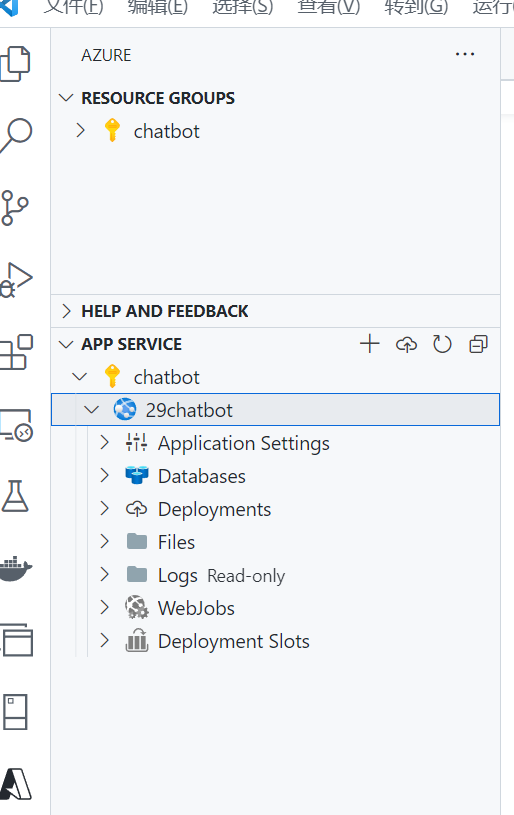 文件(F) 编辑(E) 选择(S) 查看(V) 转到(G) 运行(
AZURE
RESOURCE GROUPS
chatbot
HELP AND FEEDBACK
APP SERVICE
chatbot
29chatbot
Application Settings
Databases
Deployments
Files
Logs Read-only
WebJobs
Deployment Slots